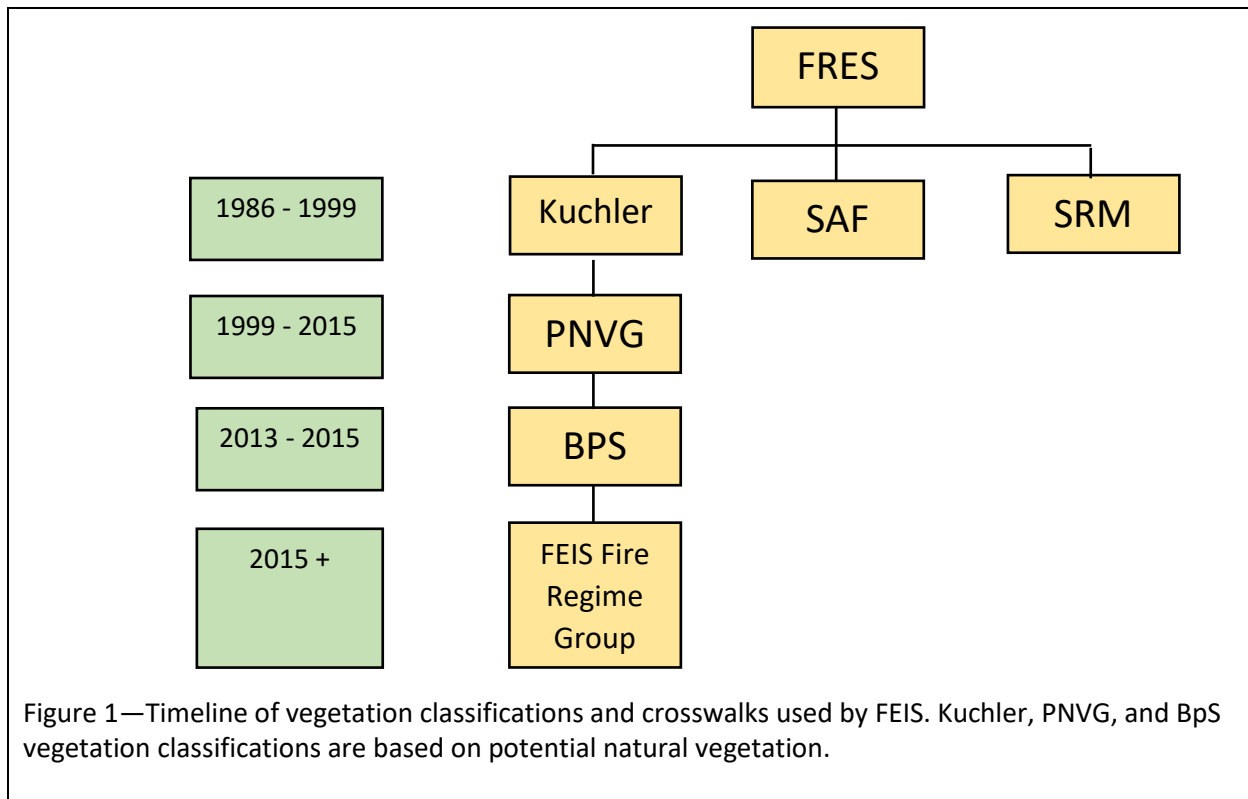 FRES
1986 - 1999
Kuchler
SAF
SRM
1999 - 2015
PNVG
2013 - 2015
BPS
2015 +
FEIS Fire
Regime
Group
Figure 1—Timeline of vegetation classifications and crosswalks used by FEIS. Kuchler, PNVG, and BpS
vegetation classifications are based on potential natural vegetation.